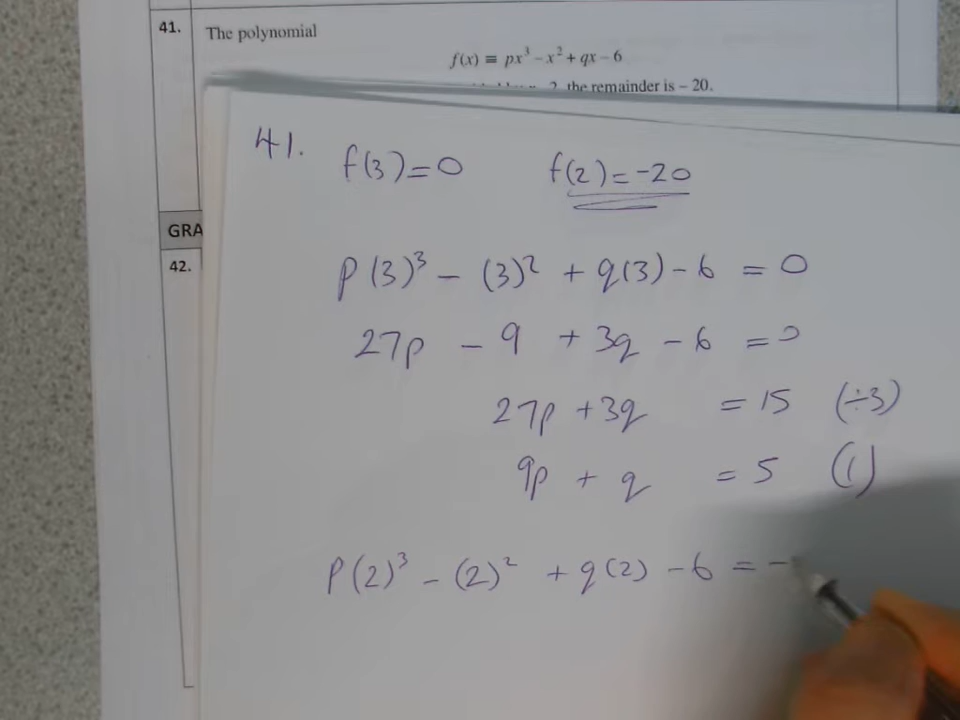 41. The polynomial
f(x) ≡ px³ – x² + qx – 6
2, the remainder is – 20.
41. f(3)=0 f(2)=-20
GRA
42.
p(3)³ - (3)² + q(3) - 6 = 0
27p - 9 + 3q - 6 = 0
27p + 3q = 15 (÷3)
9p + q = 5 (1)
p(2)³ - (2)² + q(2) - 6 = -